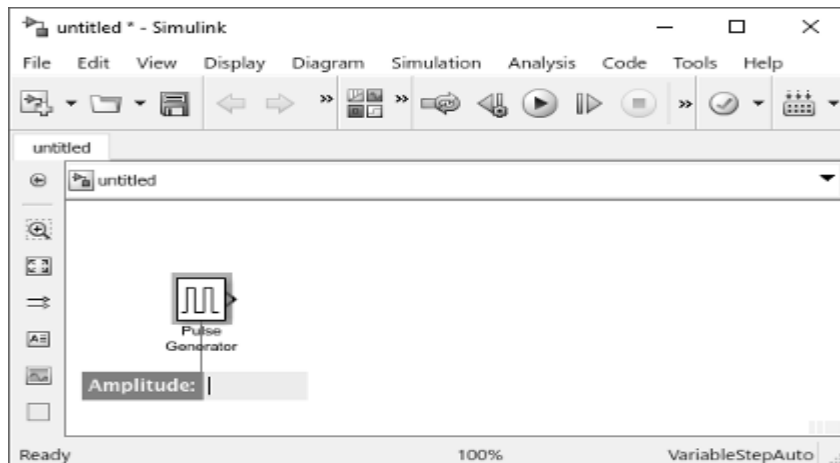 untitled * - Simulink
File Edit View Display Diagram Simulation Analysis Code Tools Help
untitled
untitled
Pulse
Generator
Amplitude:
Ready 100% VariableStepAuto